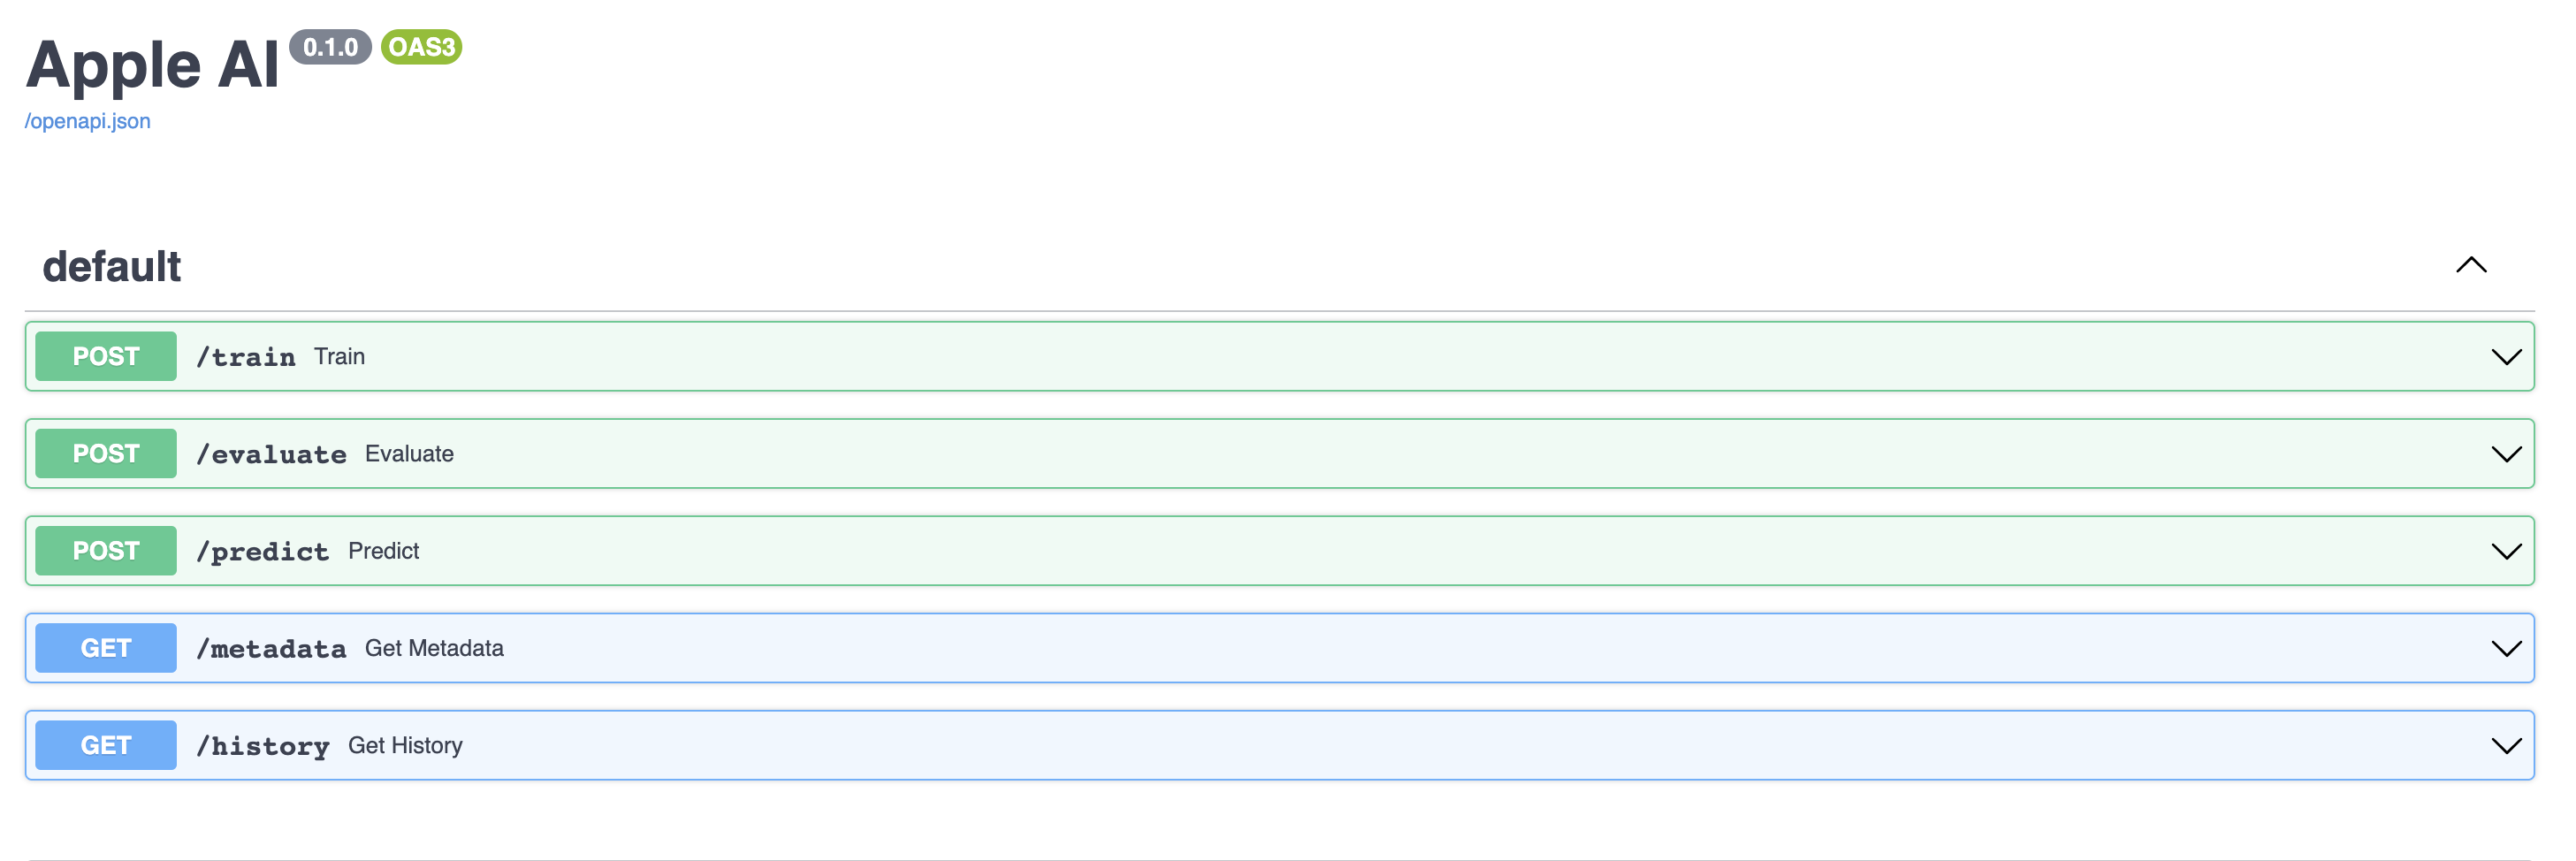 Apple AI 0.1.0 OAS3
/openapi.json
default
POST /train Train
POST /evaluate Evaluate
POST /predict Predict
GET /metadata Get Metadata
GET /history Get History